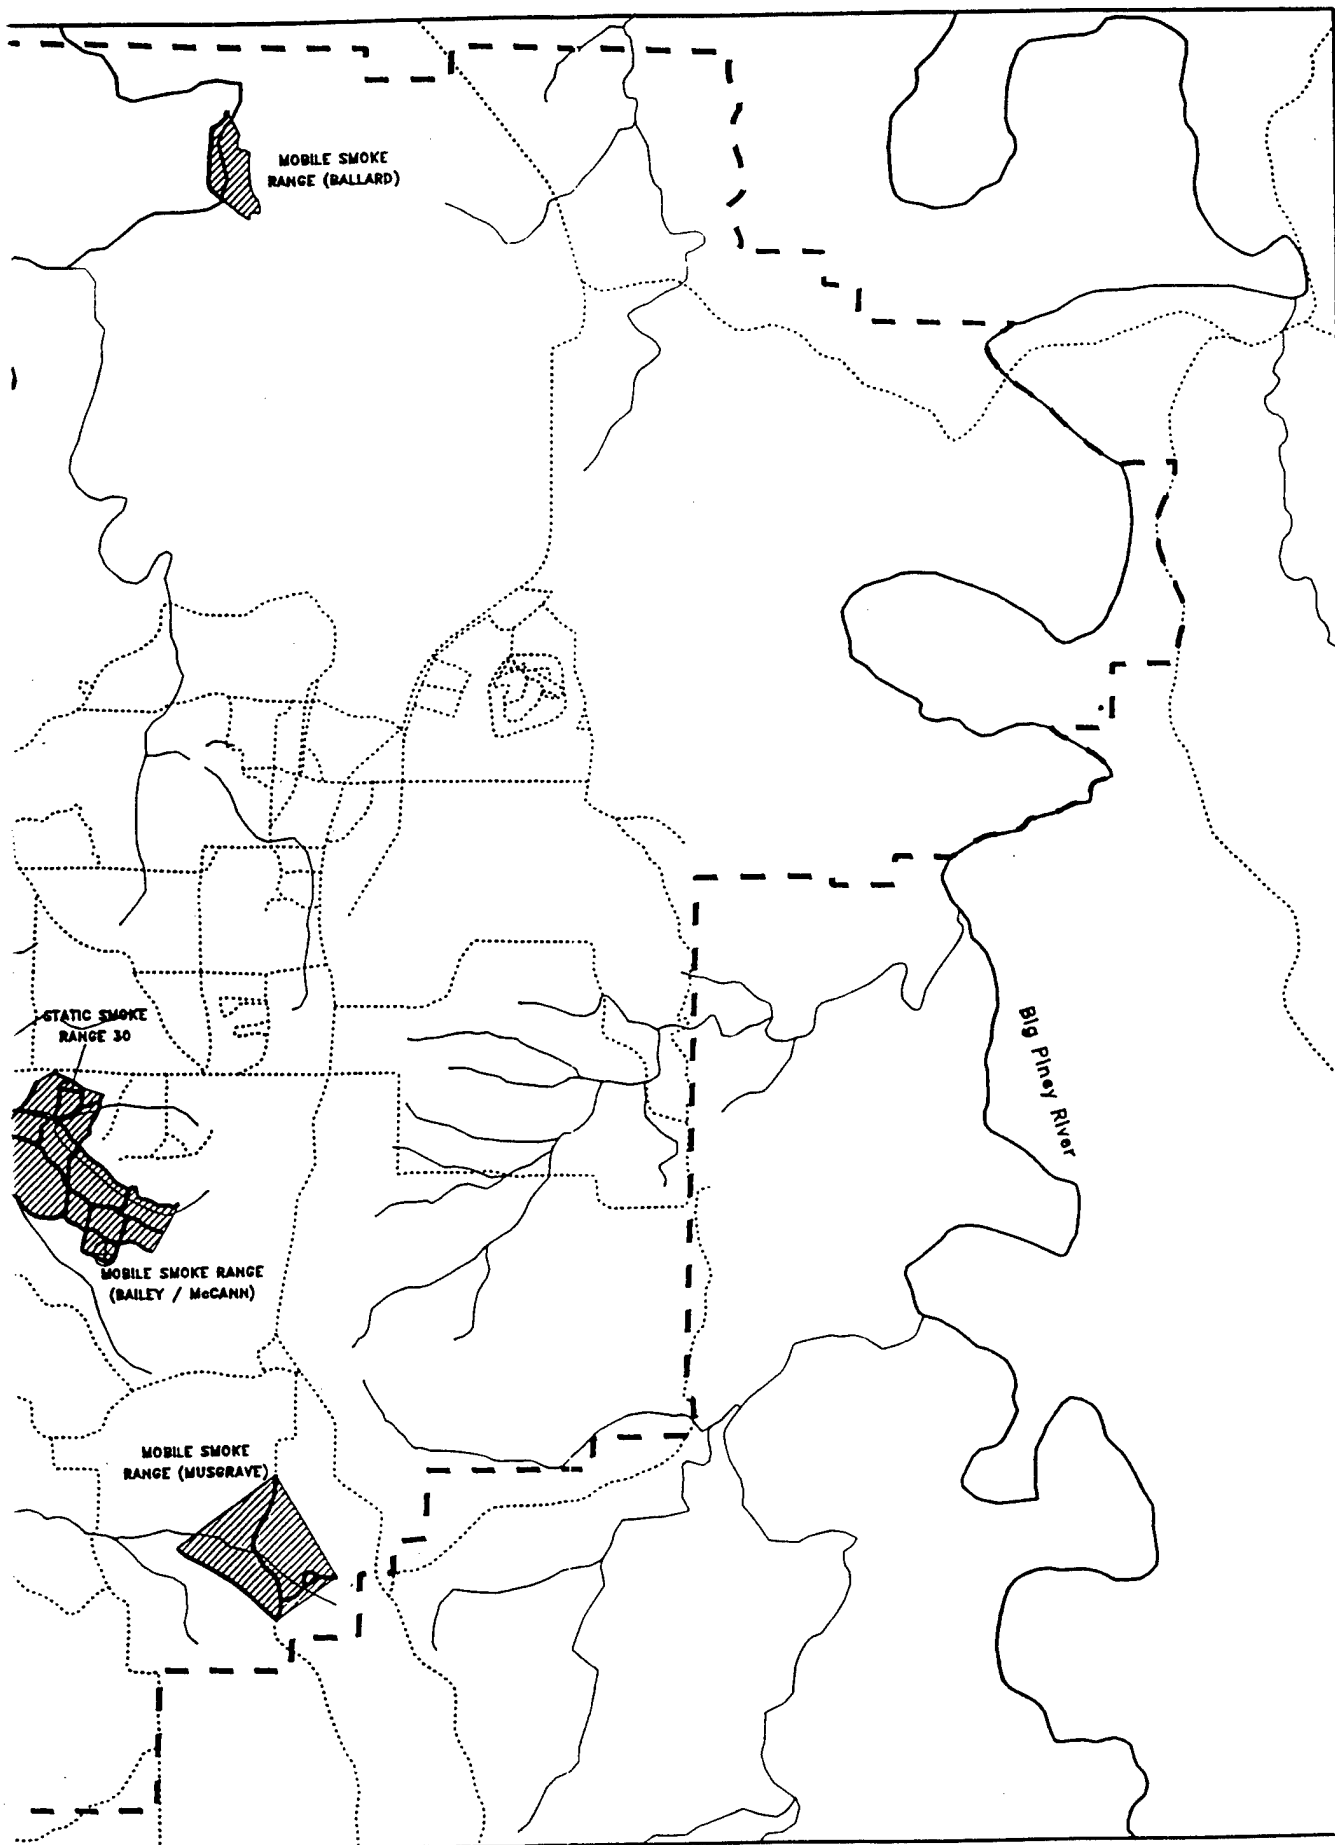 MOBILE SMOKE
RANGE (BALLARD)
STATIC SMOKE
RANGE 30
Big Piney River
MOBILE SMOKE RANGE
(BAILEY / McCANN)
MOBILE SMOKE
RANGE (MUSGRAVE)